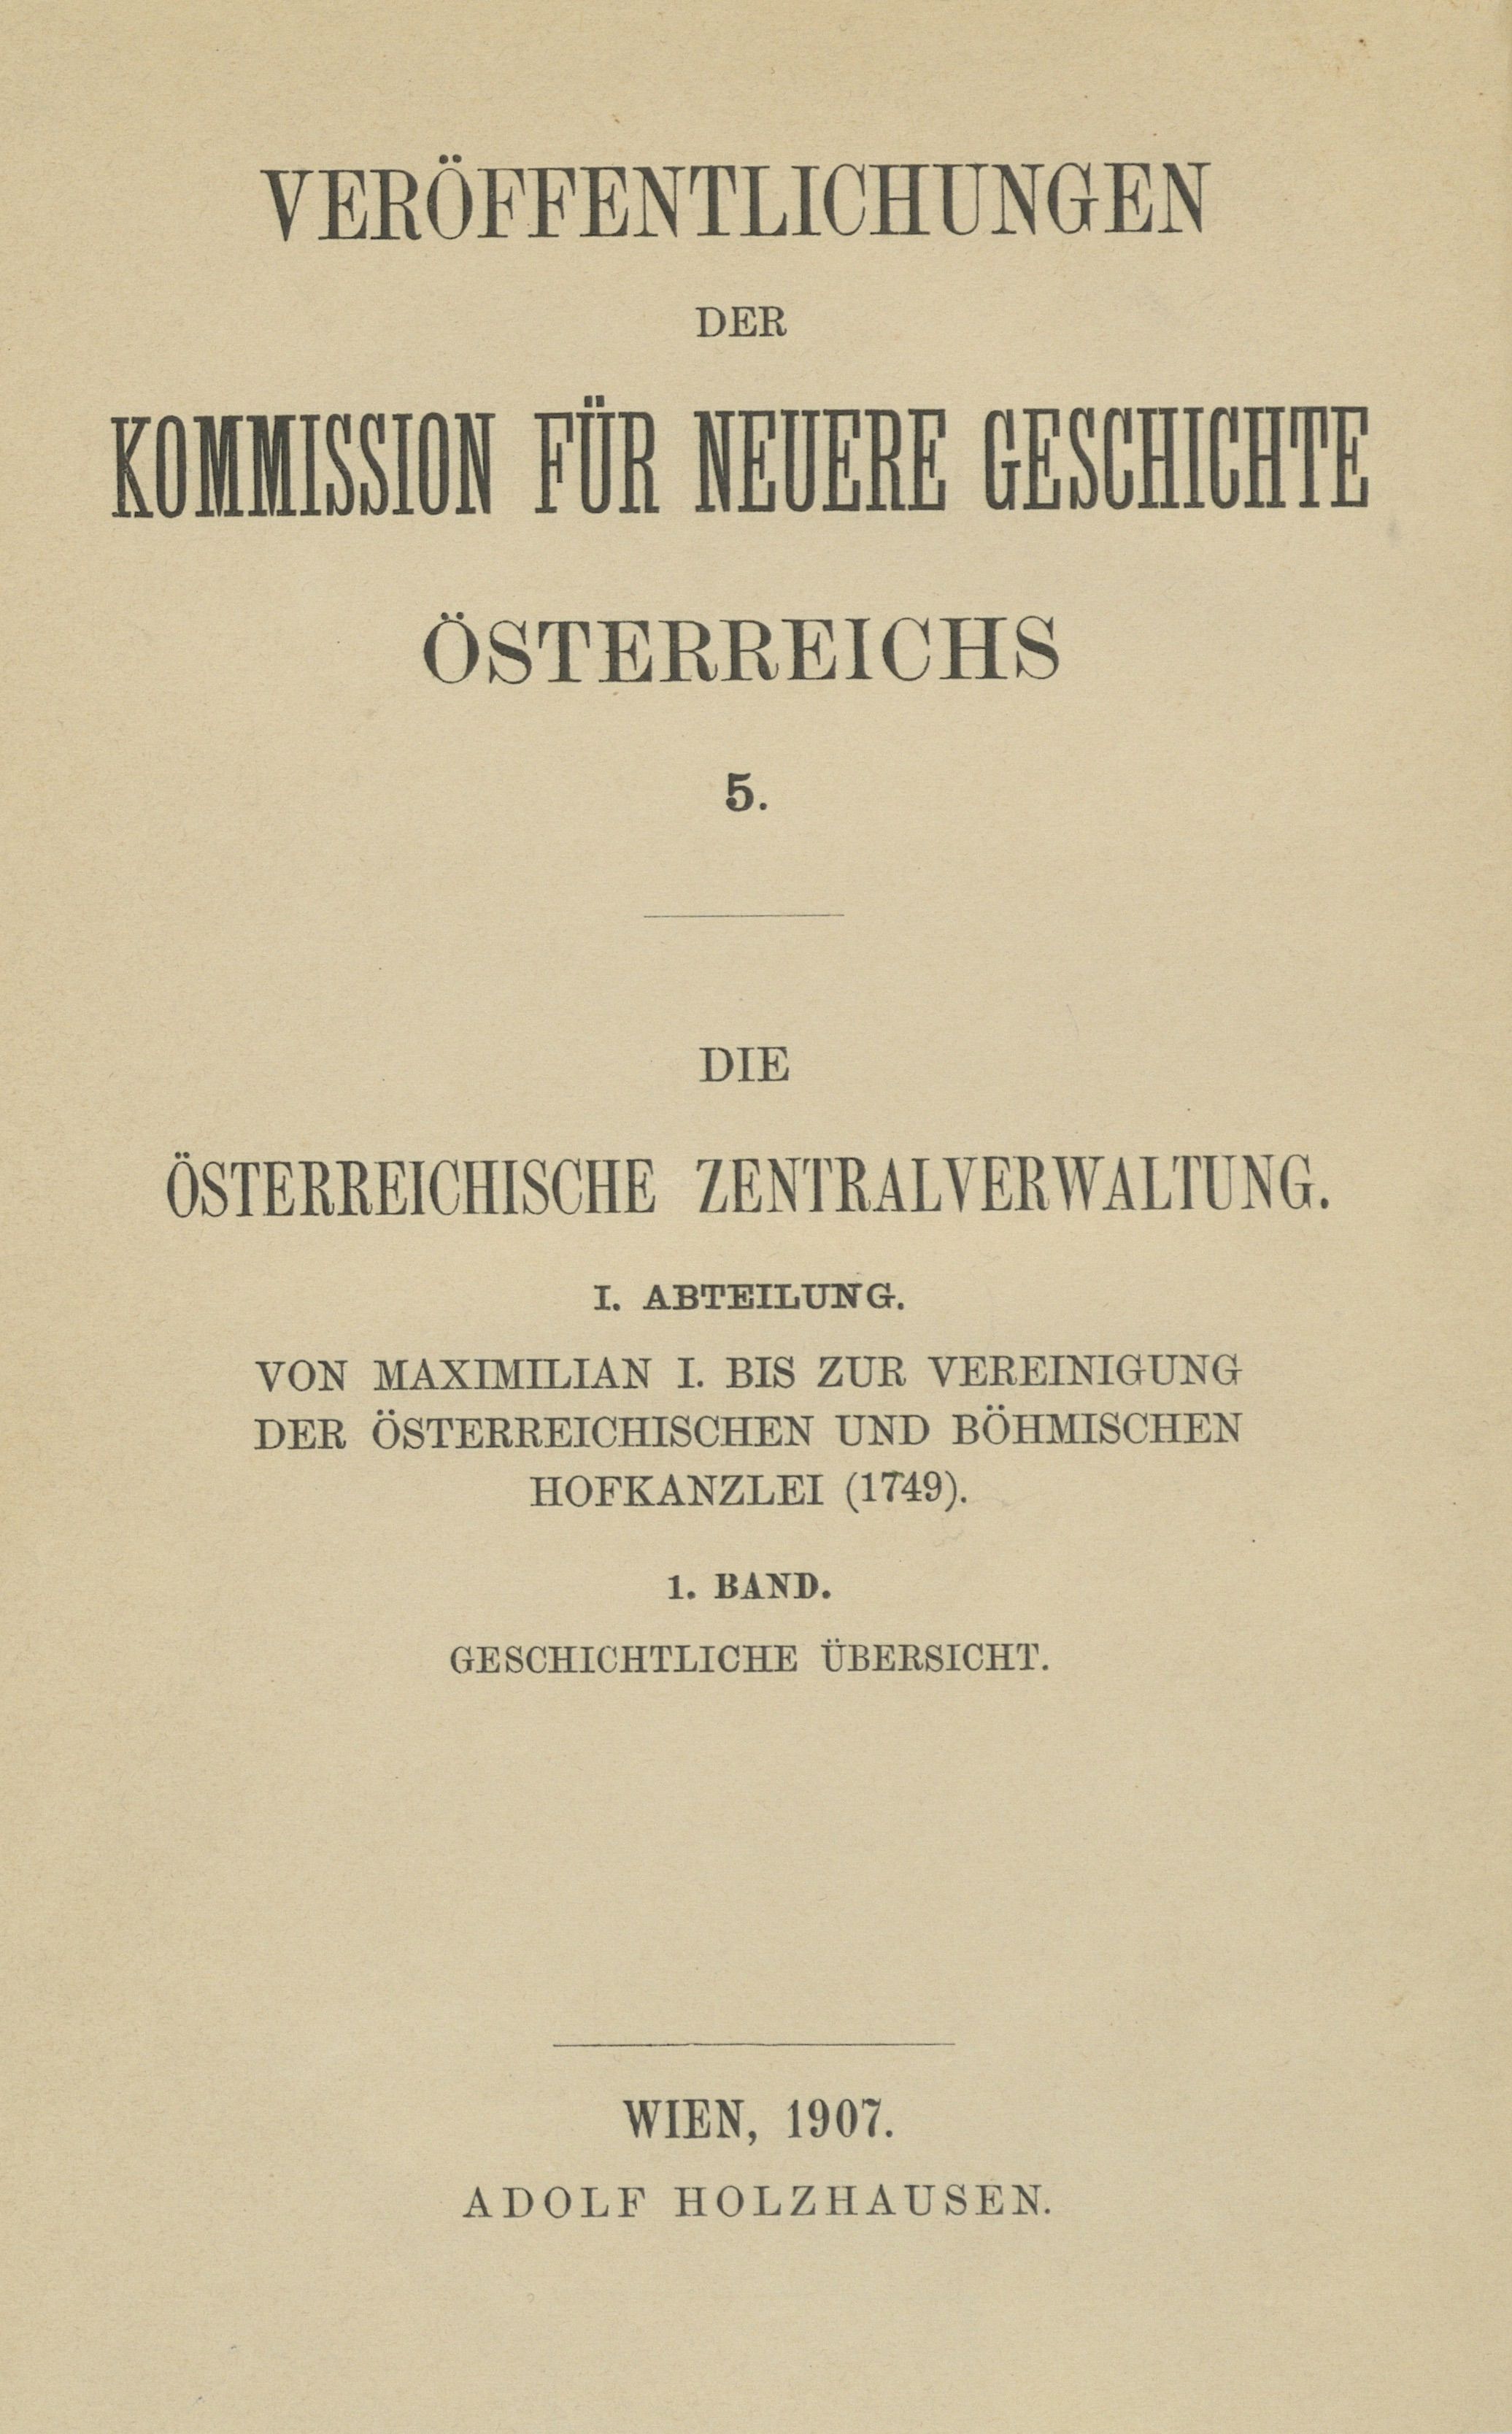 VERÖFFENTLICHUNGEN
DER
KOMMISSION FÜR NEUERE GESCHICHTE
ÖSTERREICHS
5.
DIE
ÖSTERREICHISCHE ZENTRALVERWALTUNG.
I. ABTEILUNG.
VON MAXIMILIAN I. BIS ZUR VEREINIGUNG
DER ÖSTERREICHISCHEN UND BÖHMISCHEN
HOFKANZLEI (1749).
1. BAND.
GESCHICHTLICHE ÜBERSICHT.
WIEN, 1907.
ADOLF HOLZHAUSEN.